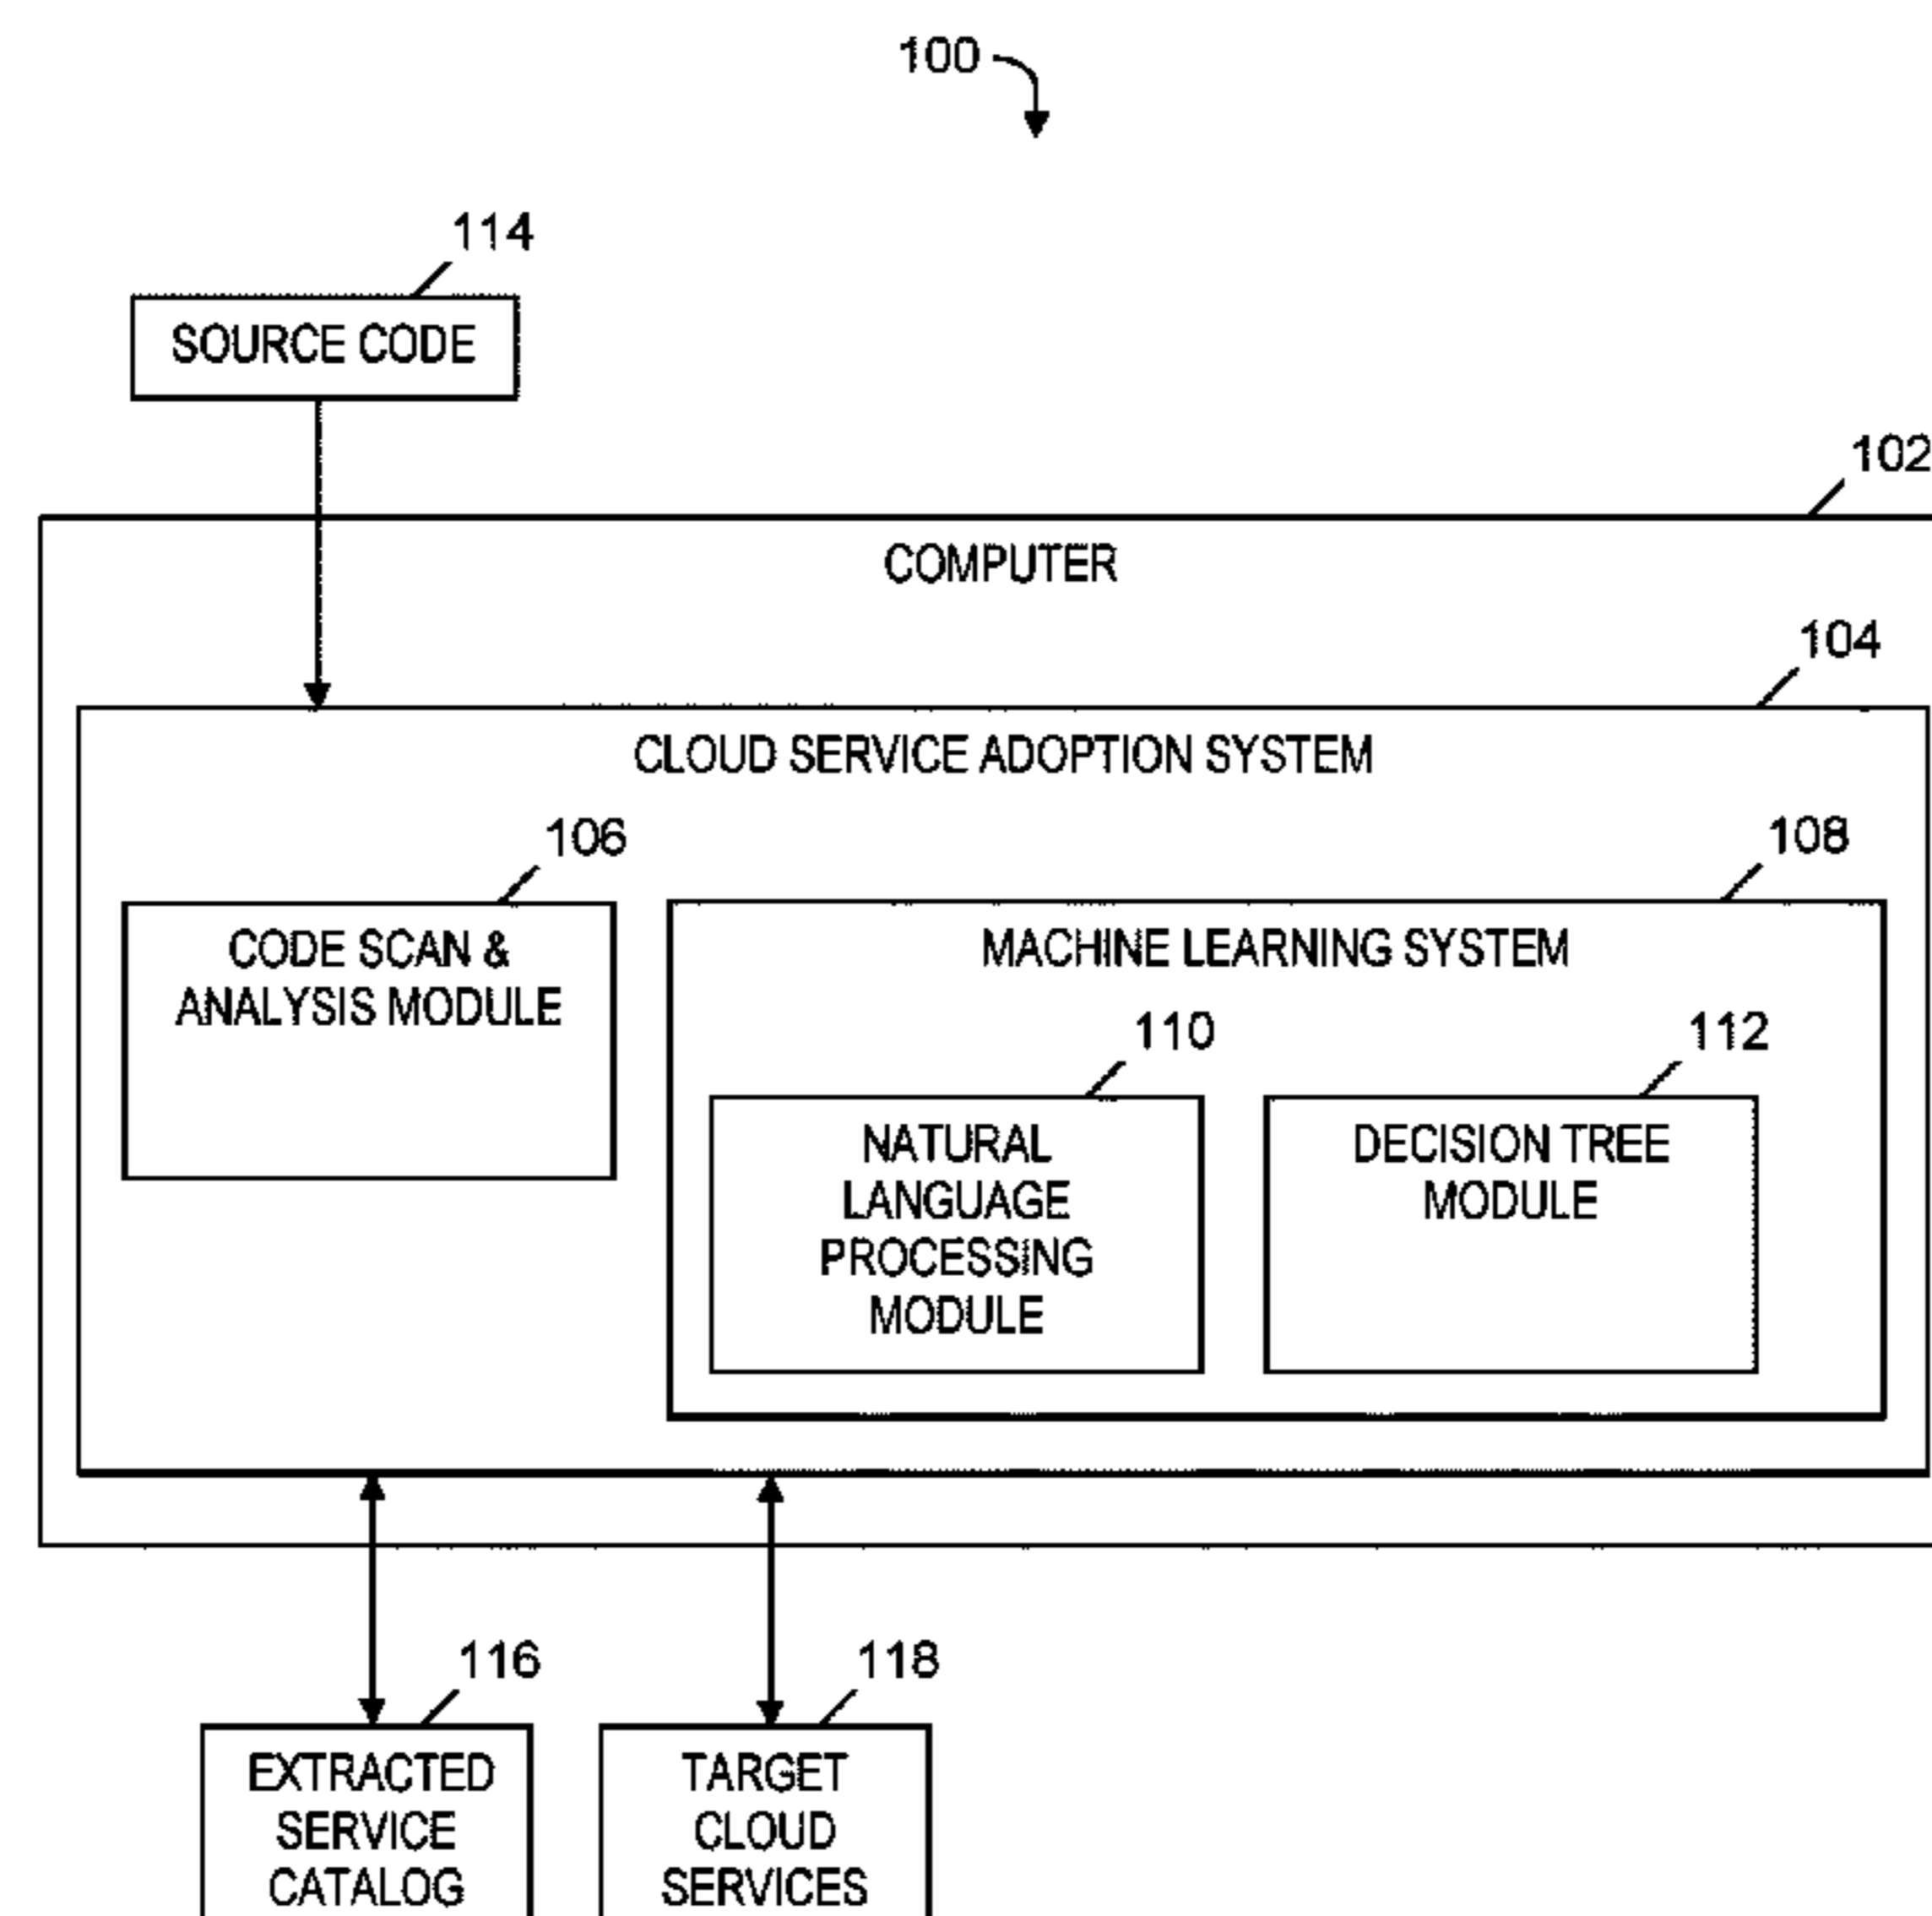 100
114
SOURCE CODE
102
COMPUTER
104
CLOUD SERVICE ADOPTION SYSTEM
106
108
CODE SCAN &
ANALYSIS MODULE
MACHINE LEARNING SYSTEM
110
112
NATURAL
LANGUAGE
PROCESSING
MODULE
DECISION TREE
MODULE
116
118
EXTRACTED
SERVICE
CATALOG
TARGET
CLOUD
SERVICES